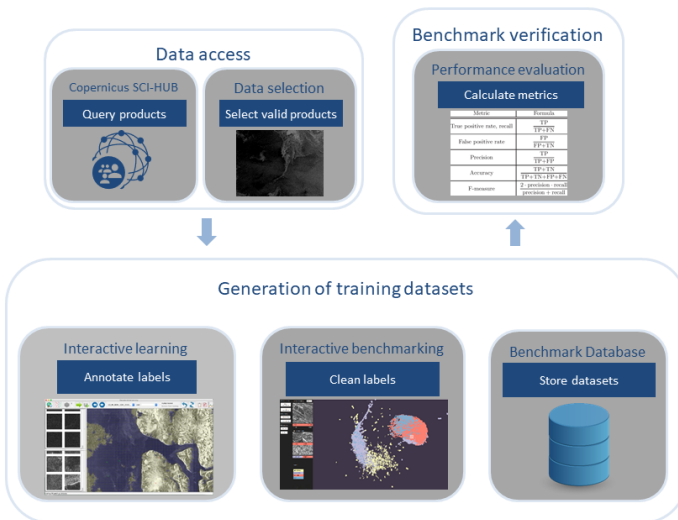 Data access
Copernicus SCI-HUB
Query products
Data selection
Select valid products
Benchmark verification
Performance evaluation
Calculate metrics
Metric Formula
True positive rate, recall TP
TP+FN
False positive rate FP
FP+TN
Precision TP
TP+FP
Accuracy TP+TN
TP+TN+FP+FN
F-measure 2 · precision · recall
precision + recall
Generation of training datasets
Interactive learning
Annotate labels
Interactive benchmarking
Clean labels
Benchmark Database
Store datasets